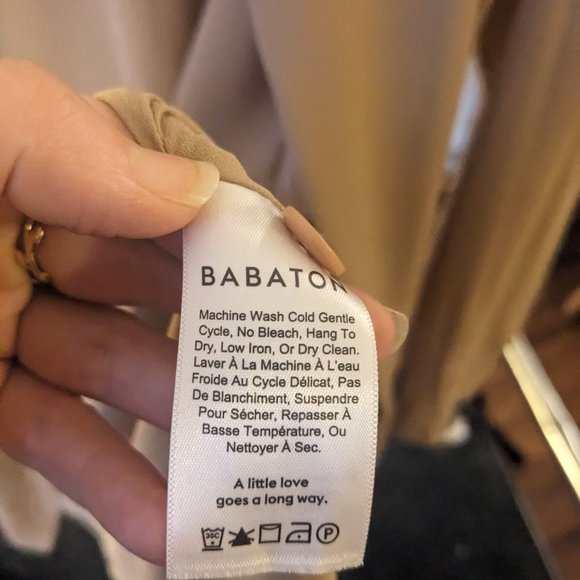 BABATON
Machine Wash Cold Gentle
Cycle, No Bleach, Hang To
Dry, Low Iron, Or Dry Clean.
Laver À La Machine À L'eau
Froide Au Cycle Délicat, Pas
De Blanchiment, Suspendre
Pour Sécher, Repasser À
Basse Température, Ou
Nettoyer À Sec.
A little love
goes a long way.
30C
P